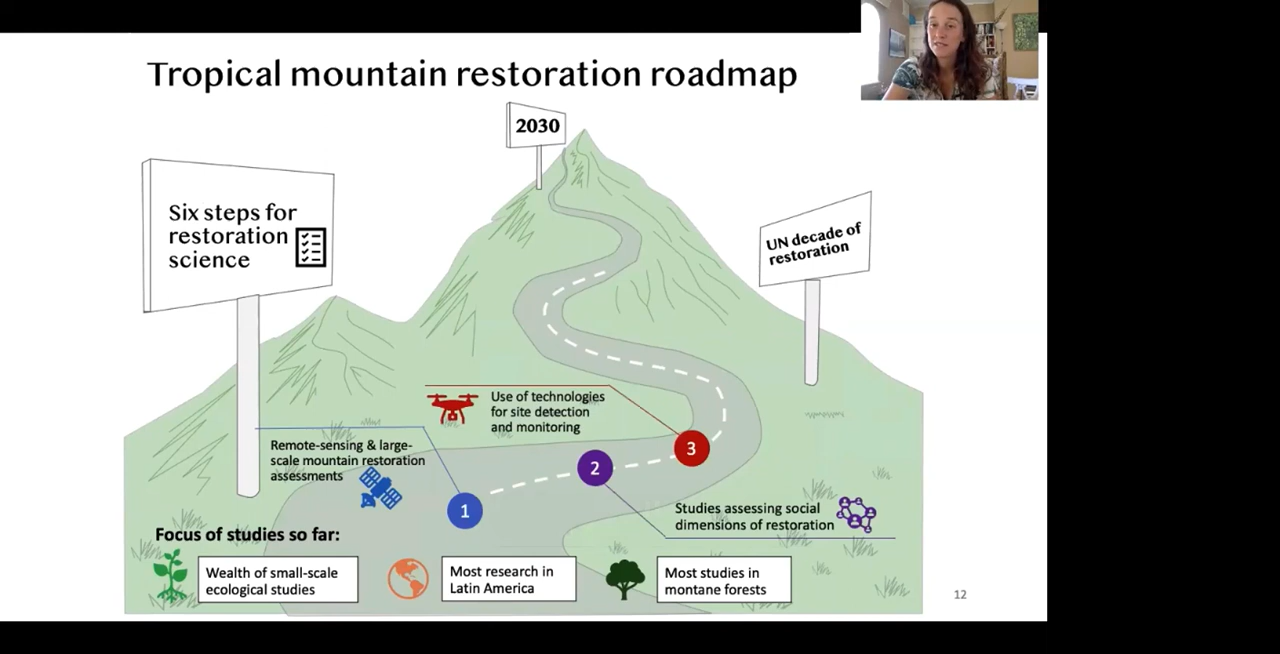 Tropical mountain restoration roadmap
2030
Six steps for
restoration
science
UN decade of
restoration
Use of technologies
for site detection
and monitoring
Remote-sensing & large-
scale mountain restoration
assessments
3
2
1
Studies assessing social
dimensions of restoration
Focus of studies so far:
Wealth of small-scale
ecological studies
Most research in
Latin America
Most studies in
montane forests
12